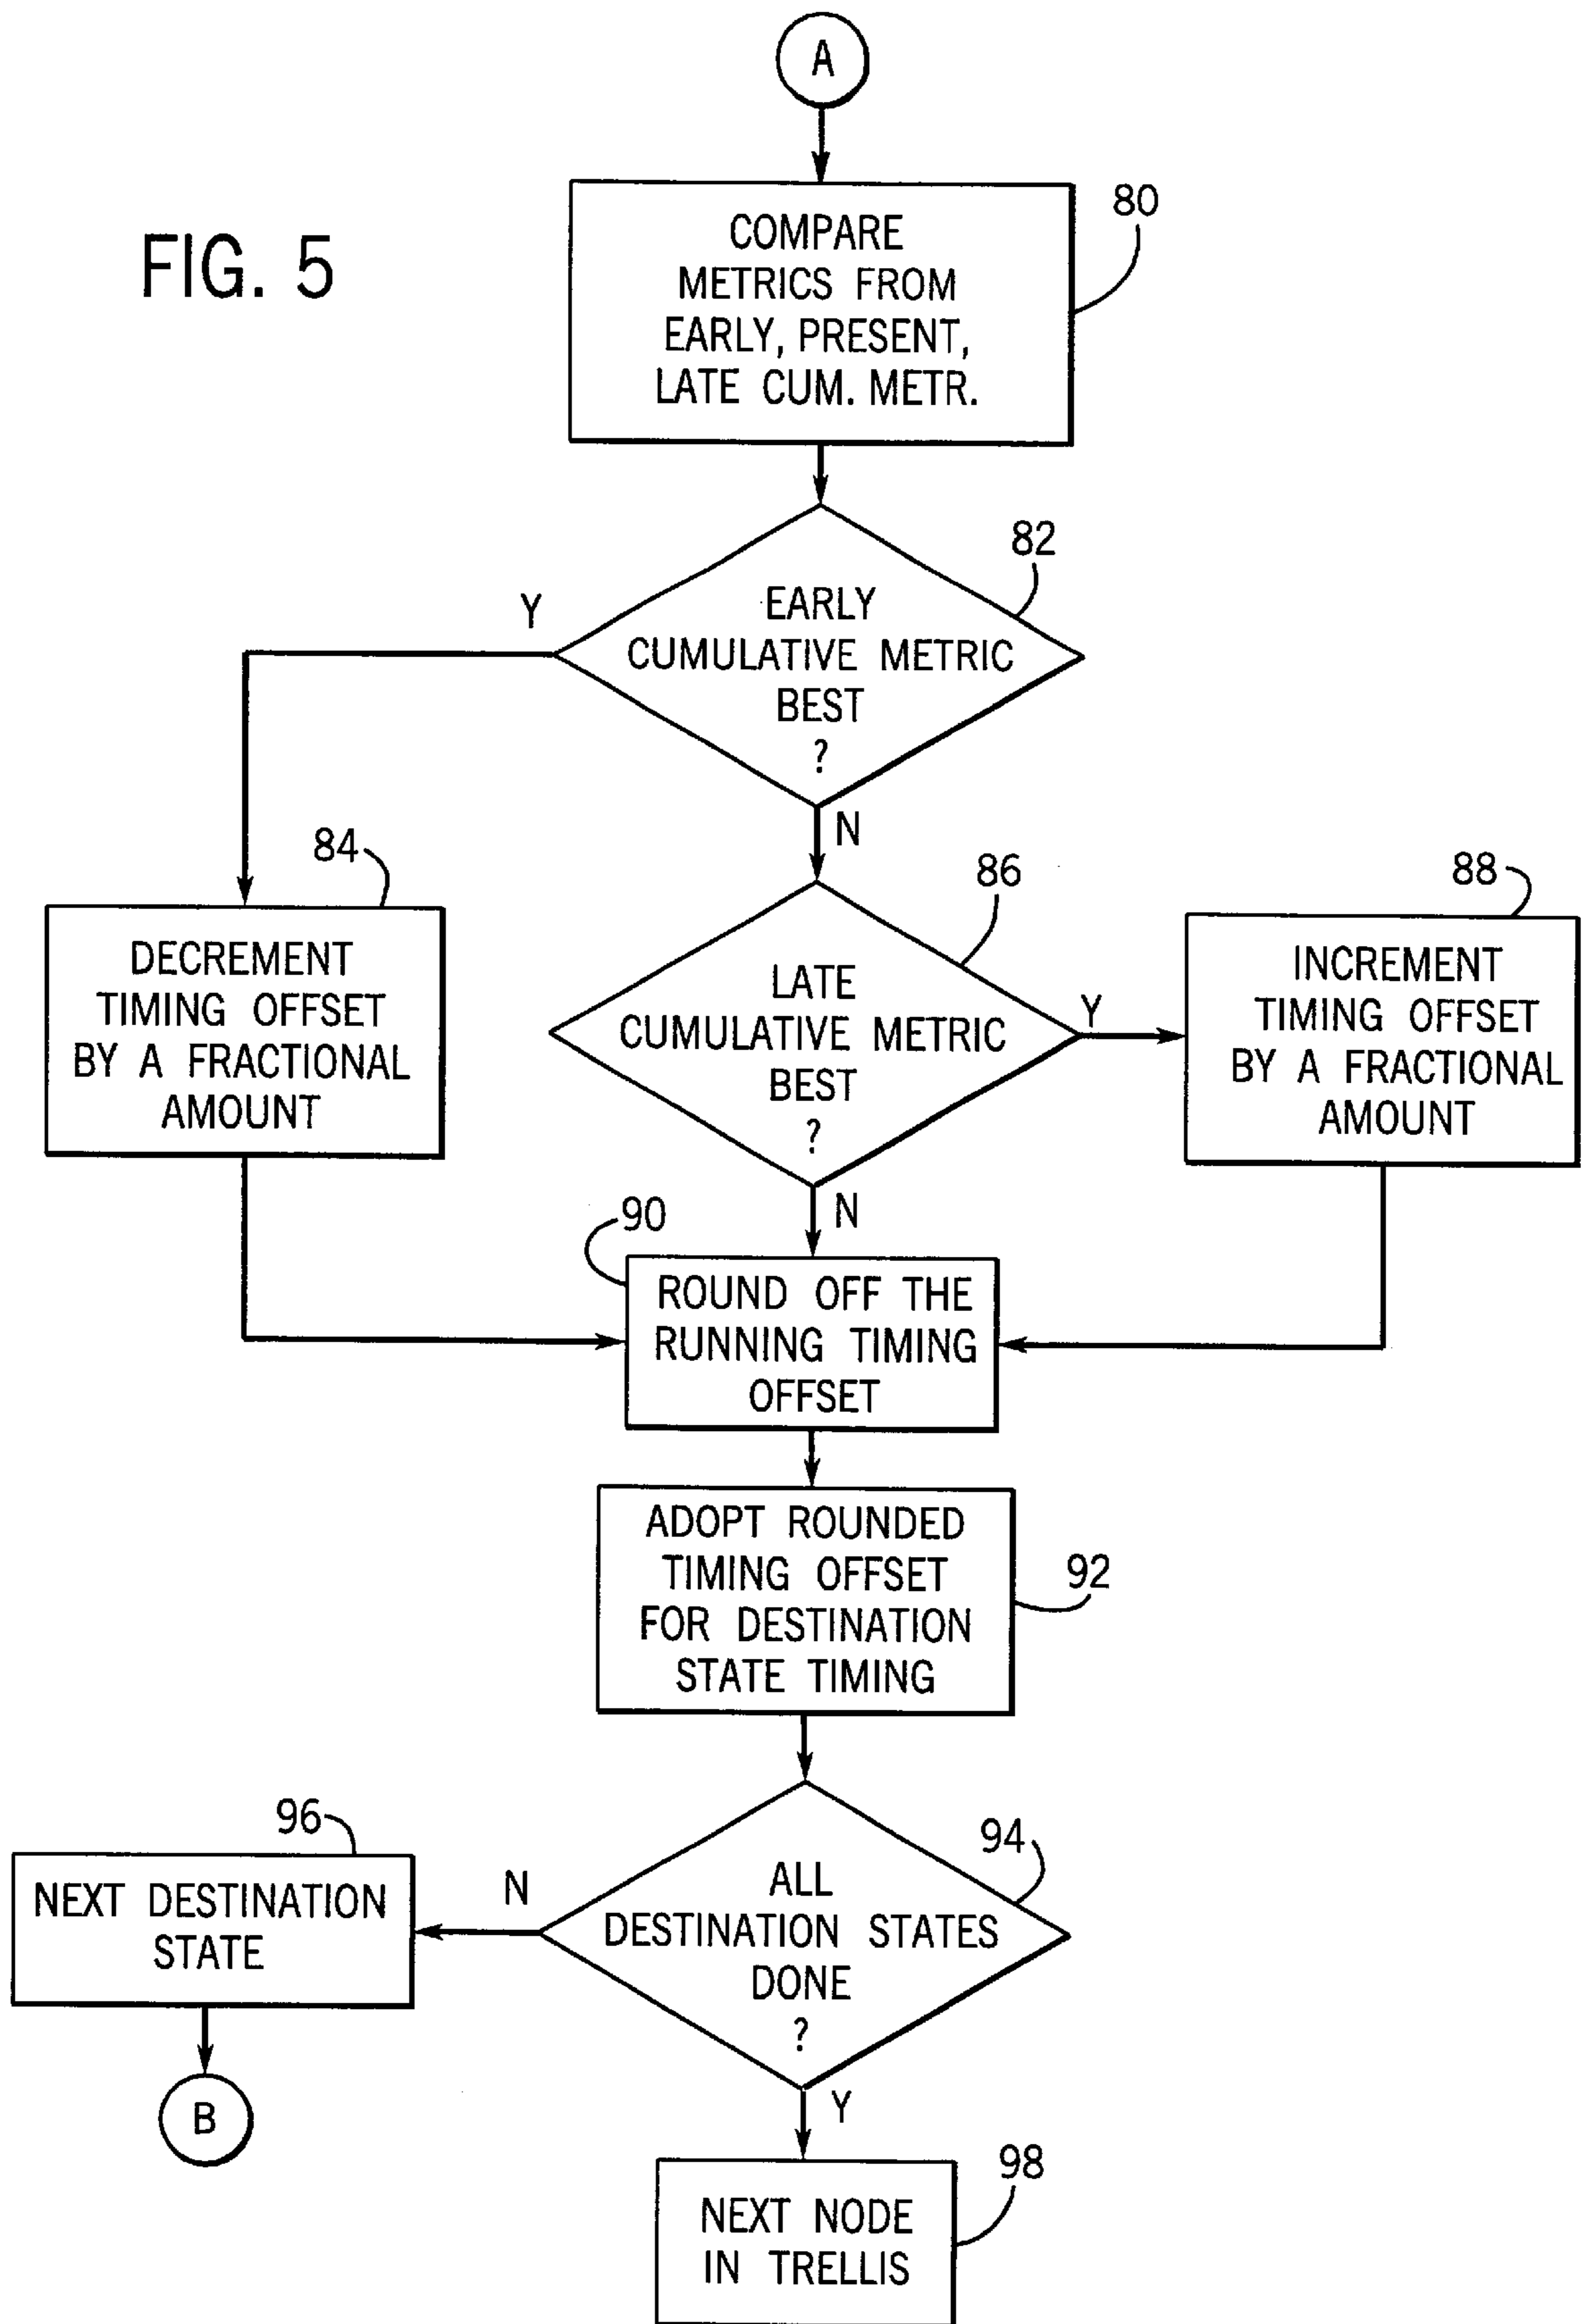 A
FIG. 5
80
COMPARE
METRICS FROM
EARLY, PRESENT,
LATE CUM. METR.
82
Y
EARLY
CUMULATIVE METRIC
BEST
?
N
84
DECREMENT
TIMING OFFSET
BY A FRACTIONAL
AMOUNT
86
LATE
CUMULATIVE METRIC
BEST
?
Y
88
INCREMENT
TIMING OFFSET
BY A FRACTIONAL
AMOUNT
N
90
ROUND OFF THE
RUNNING TIMING
OFFSET
ADOPT ROUNDED
TIMING OFFSET
FOR DESTINATION
STATE TIMING
92
94
ALL
DESTINATION STATES
DONE
?
N
96
NEXT DESTINATION
STATE
B
Y
98
NEXT NODE
IN TRELLIS